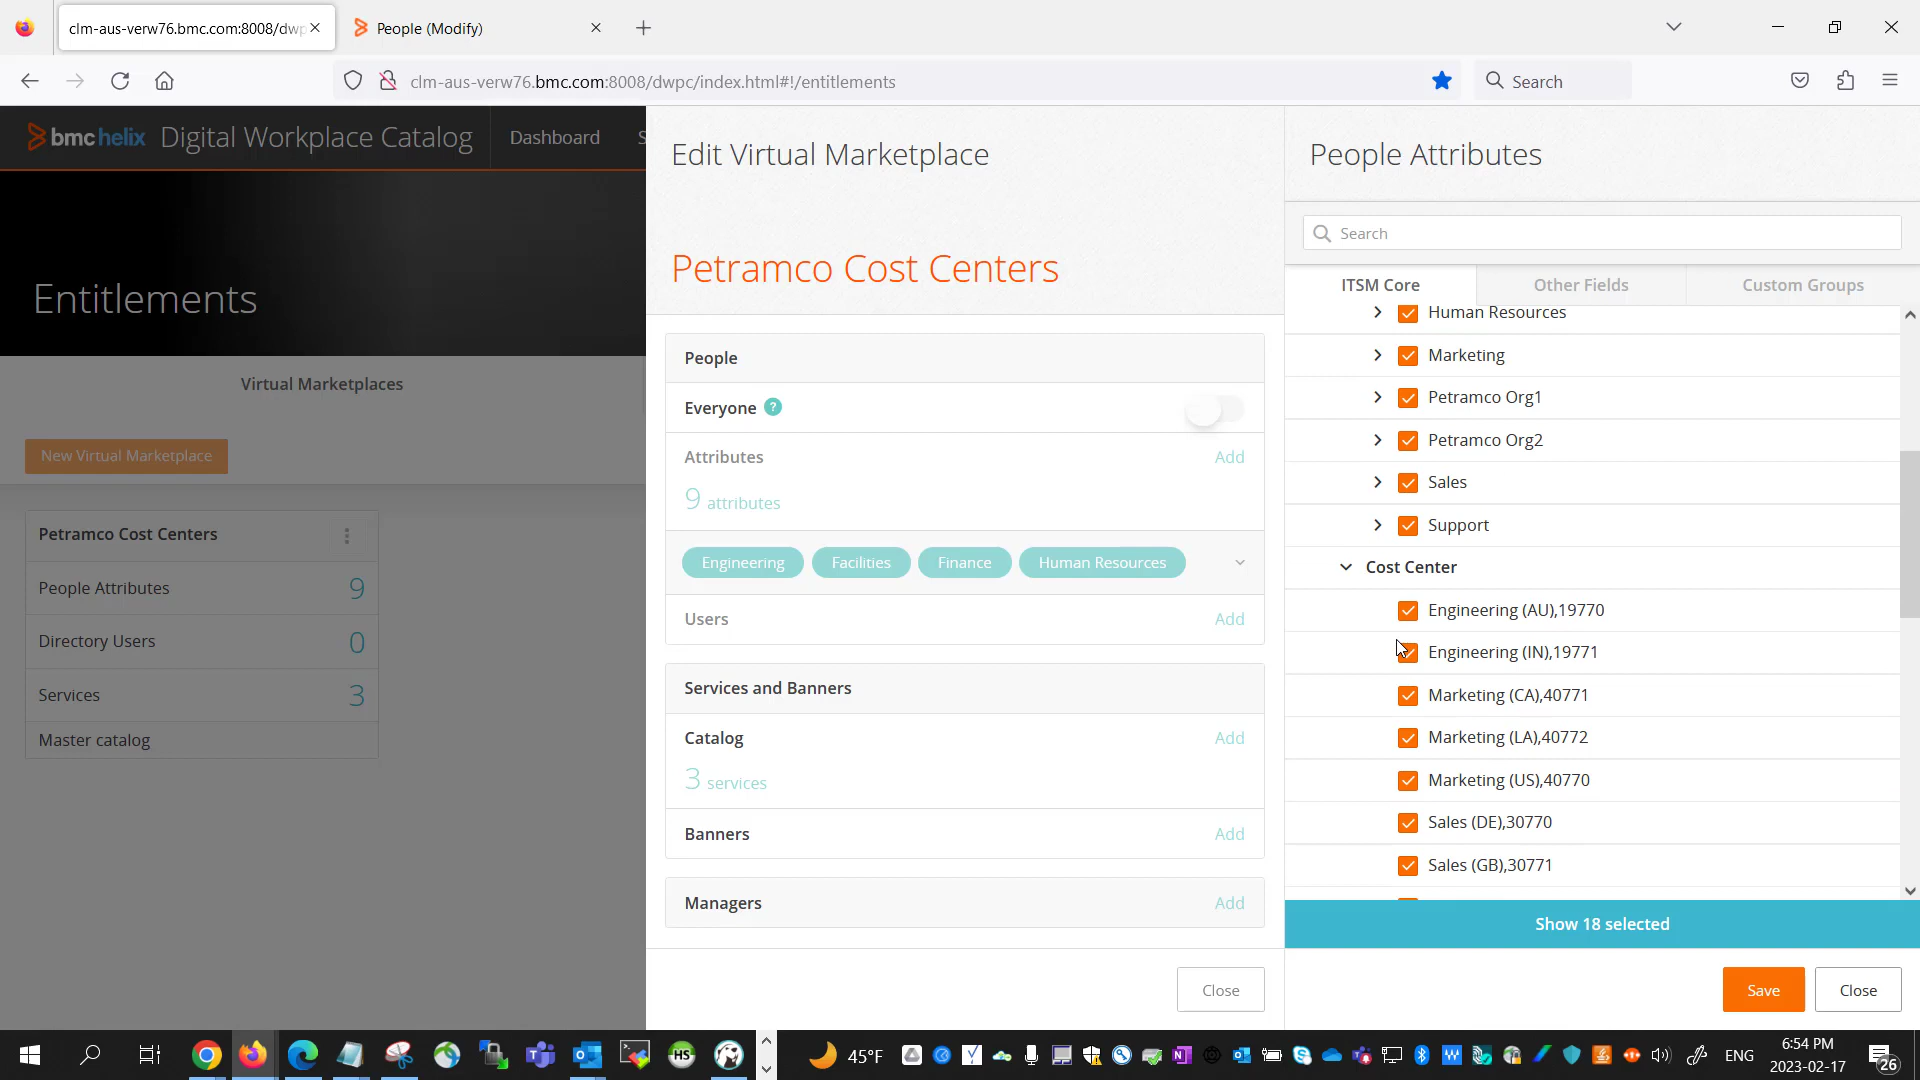 clm-aus-verw76.bmc.com:8008/dwp
People (Modify)
clm-aus-verw76.bmc.com:8008/dwpc/index.html#!/entitlements
Search
bmc helix Digital Workplace Catalog
Dashboard
S
Edit Virtual Marketplace
People Attributes
Search
Petramco Cost Centers
ITSM Core
Other Fields
Custom Groups
Entitlements
Virtual Marketplaces
New Virtual Marketplace
Petramco Cost Centers
People Attributes 9
Directory Users 0
Services 3
Master catalog
People
Everyone ?
Attributes Add
9 attributes
Engineering Facilities Finance Human Resources
Users Add
Services and Banners
Catalog Add
3 services
Banners Add
Managers Add
Close
Human Resources
Marketing
Petramco Org1
Petramco Org2
Sales
Support
Cost Center
Engineering (AU),19770
Engineering (IN),19771
Marketing (CA),40771
Marketing (LA),40772
Marketing (US),40770
Sales (DE),30770
Sales (GB),30771
Show 18 selected
Save Close
45°F
ENG
6:54 PM
2023-02-17
26